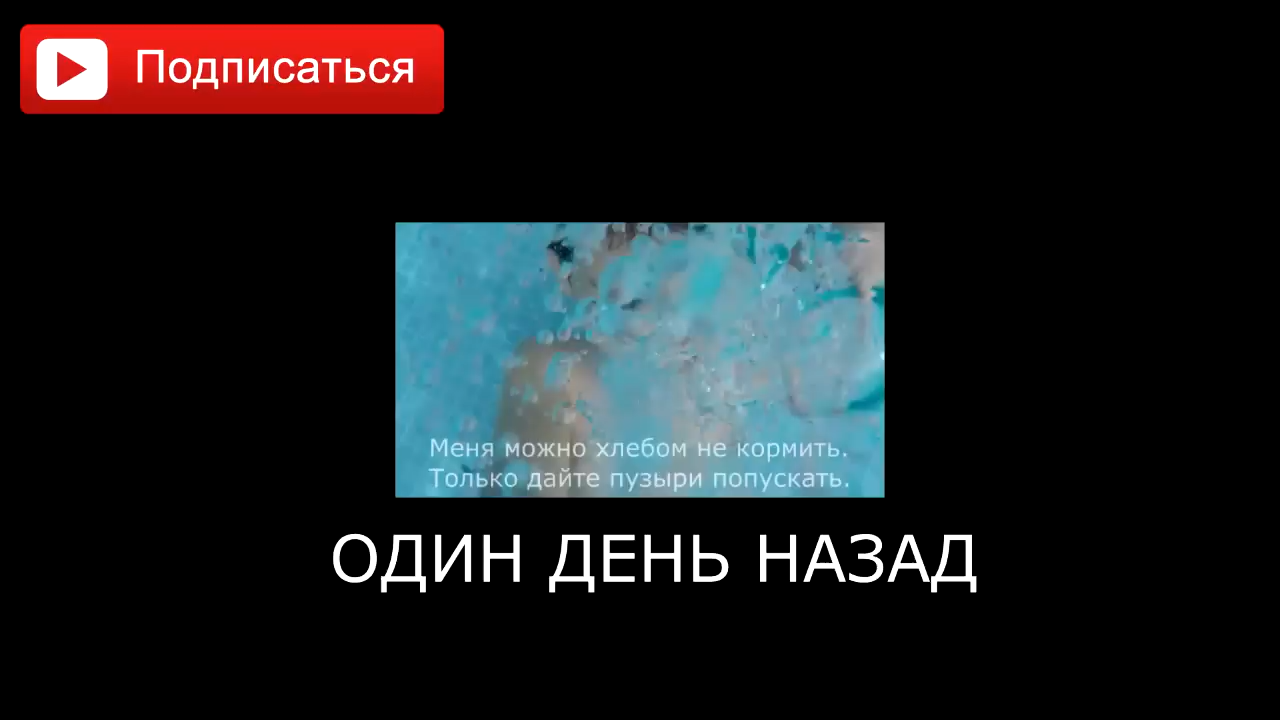 Подписаться
Меня можно хлебом не кормить.
Только дайте пузыри попускать.
ОДИН ДЕНЬ НАЗАД